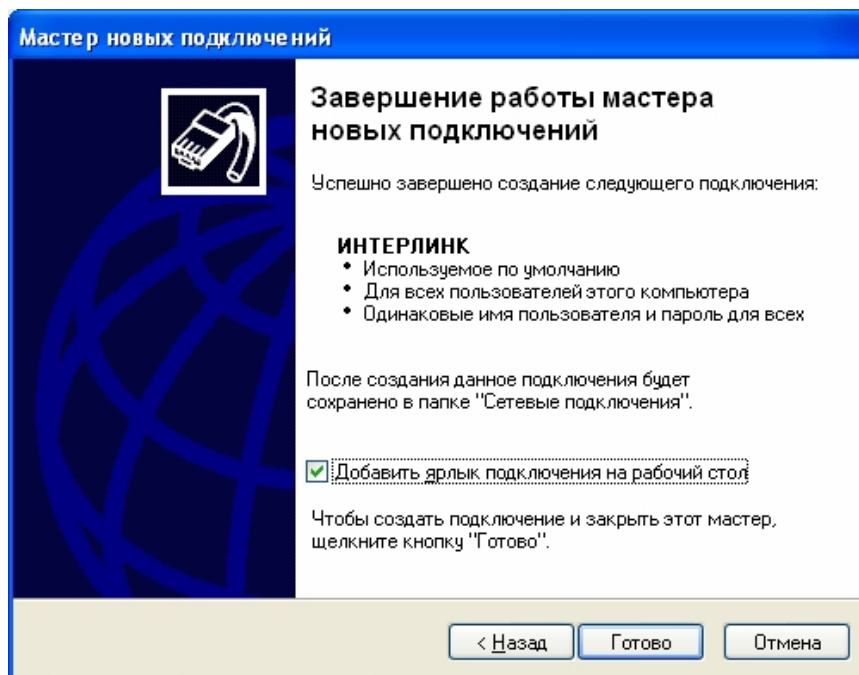 Мастер новых подключений
Завершение работы мастера
новых подключений
Успешно завершено создание следующего подключения:
ИНТЕРЛИНК
• Используемое по умолчанию
• Для всех пользователей этого компьютера
• Одинаковые имя пользователя и пароль для всех
После создания данное подключения будет
сохранено в папке "Сетевые подключения".
Добавить ярлык подключения на рабочий стол
Чтобы создать подключение и закрыть этот мастер,
щелкните кнопку "Готово".
< Назад Готово Отмена